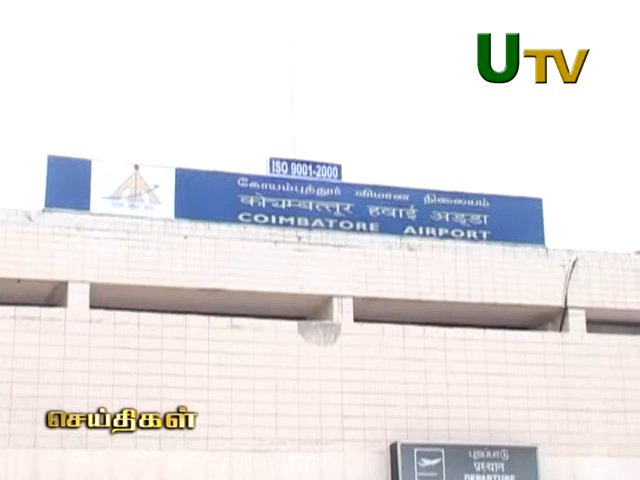 UTV
ISO 9001-2000
கோயம்புத்தூர் விமான நிலையம்
कोयम्बत्तूर हवाई अड्डा
COIMBATORE AIRPORT
செய்திகள்
புறப்பாடு
प्रस्थान
DEPARTURE